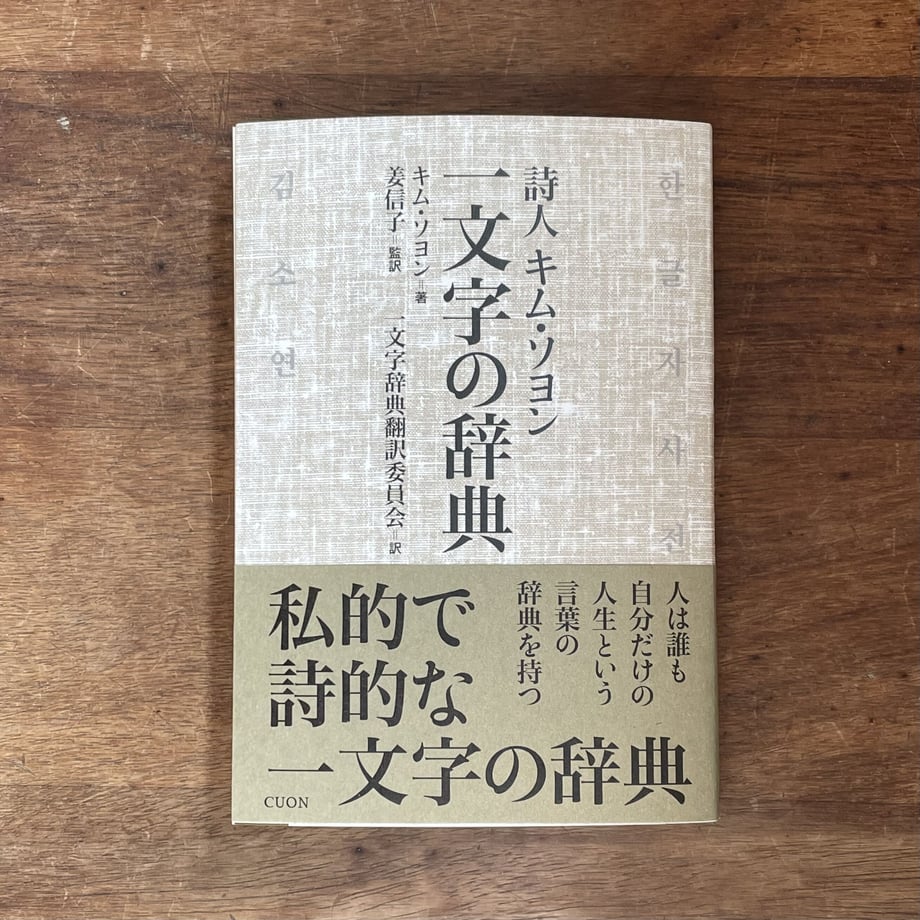 한글자사전
詩人 キム・ソヨン
一文字の辞典
キム・ソヨン=著
姜信子=監訳 一文字辞典翻訳委員会=訳
김소연
人は誰も
自分だけの
人生という
言葉の
辞典を持つ
私的で
詩的な
一文字の辞典
CUON